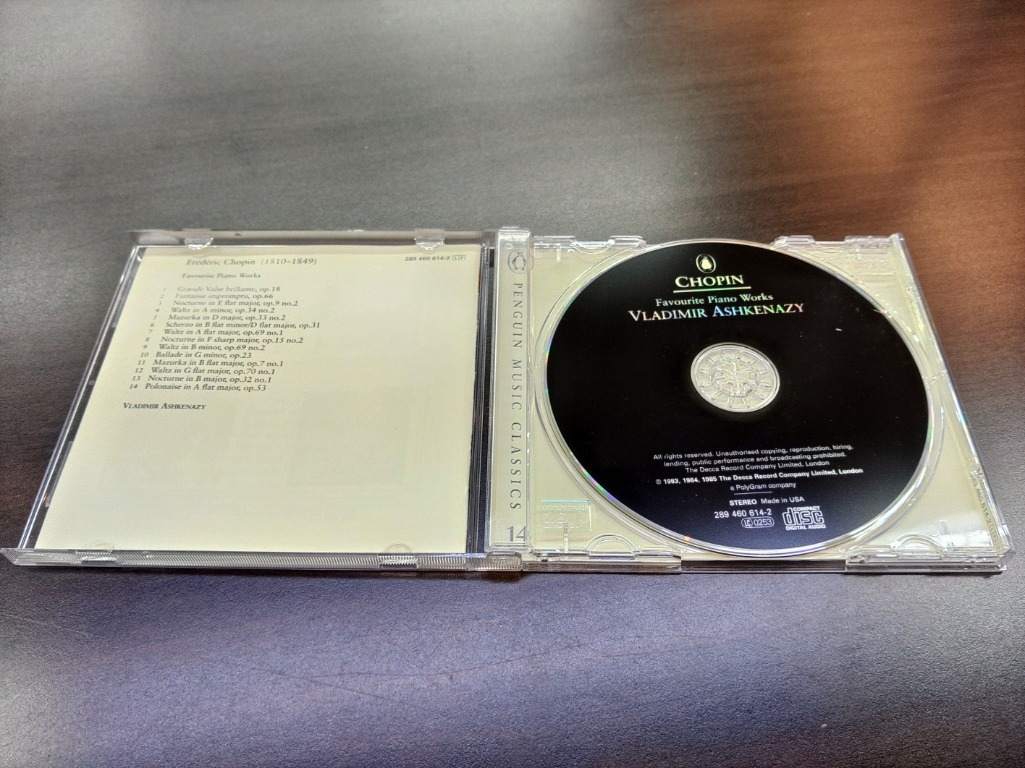 Frédéric Chopin (1810–1849)
289 460 614-2
Favourite Piano Works
1 Grande Valse brillante, op.18
2 Fantaisie impromptu, op.66
3 Nocturne in E flat major, op.9 no.2
4 Waltz in A minor, op.34 no.2
5 Mazurka in D major, op.33 no.2
6 Scherzo in B flat minor/D flat major, op.31
7 Waltz in A flat major, op.69 no.1
8 Nocturne in F sharp major, op.15 no.2
9 Waltz in B minor, op.69 no.2
10 Ballade in G minor, op.23
11 Mazurka in B flat major, op.7 no.1
12 Waltz in G flat major, op.70 no.1
13 Nocturne in B major, op.32 no.1
14 Polonaise in A flat major, op.53
VLADIMIR ASHKENAZY
PENGUIN MUSIC CLASSICS
14
CHOPIN
Favourite Piano Works
VLADIMIR ASHKENAZY
All rights reserved. Unauthorised copying, reproduction, hiring,
lending, public performance and broadcasting prohibited.
The Decca Record Company Limited, London
℗ 1983, 1984, 1985 The Decca Record Company Limited, London
a PolyGram company
STEREO Made in USA
289 460 614-2
LC 0253
COMPACT
disc
DIGITAL AUDIO